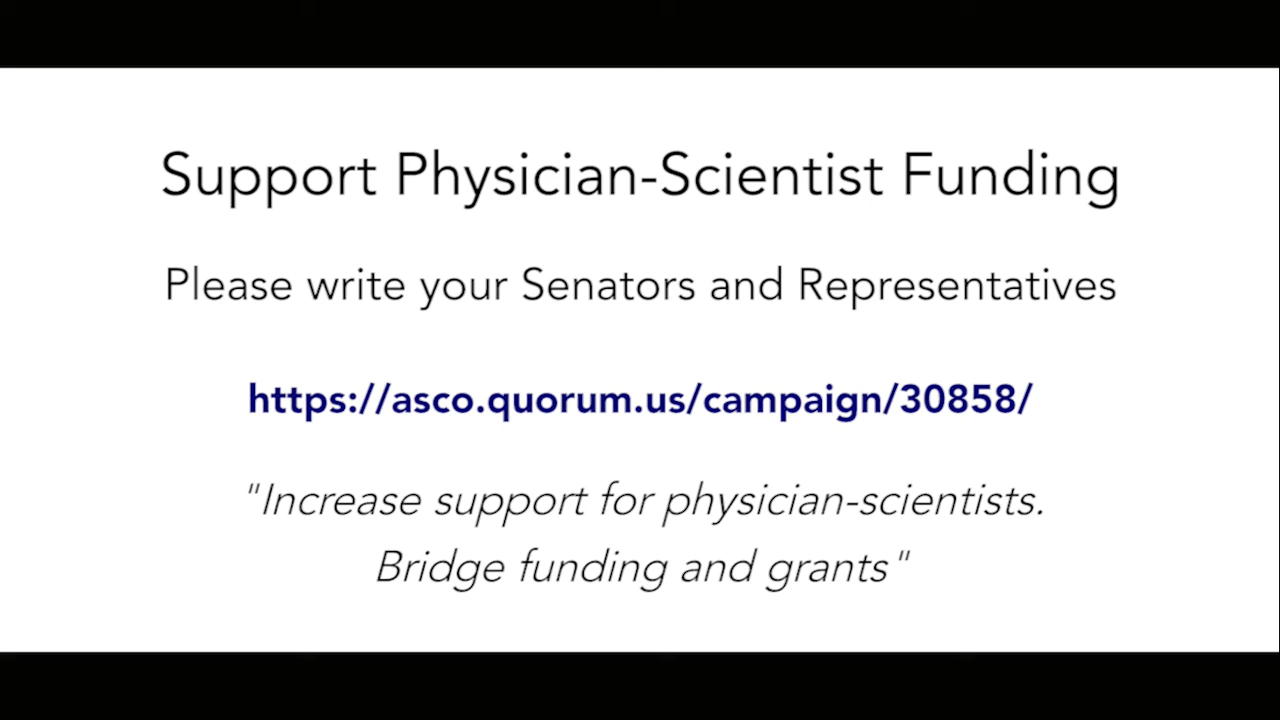 Support Physician-Scientist Funding
Please write your Senators and Representatives
https://asco.quorum.us/campaign/30858/
"Increase support for physician-scientists.
Bridge funding and grants"